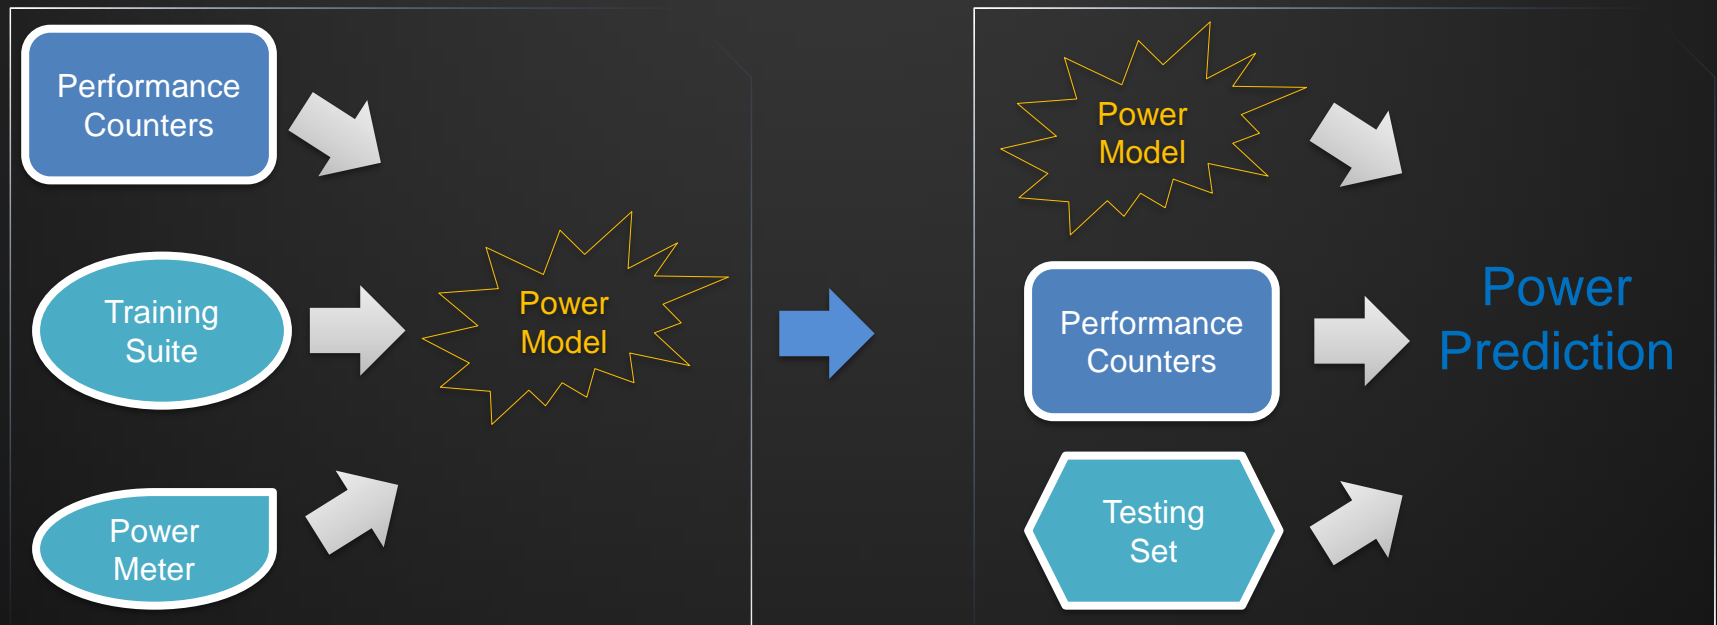 Performance
Counters
Training
Suite
Power
Meter
Power
Model
Power
Model
Performance
Counters
Testing
Set
Power
Prediction